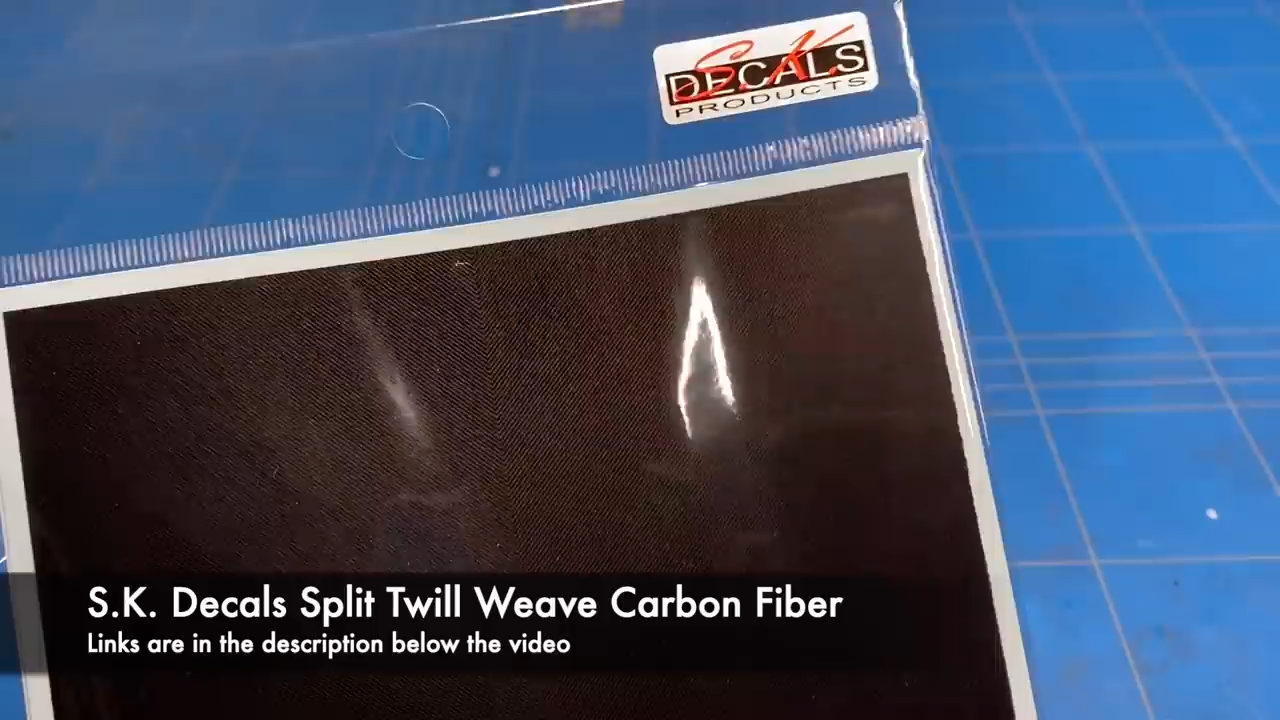 S.K.
DECALS
PRODUCTS
S.K. Decals Split Twill Weave Carbon Fiber
Links are in the description below the video